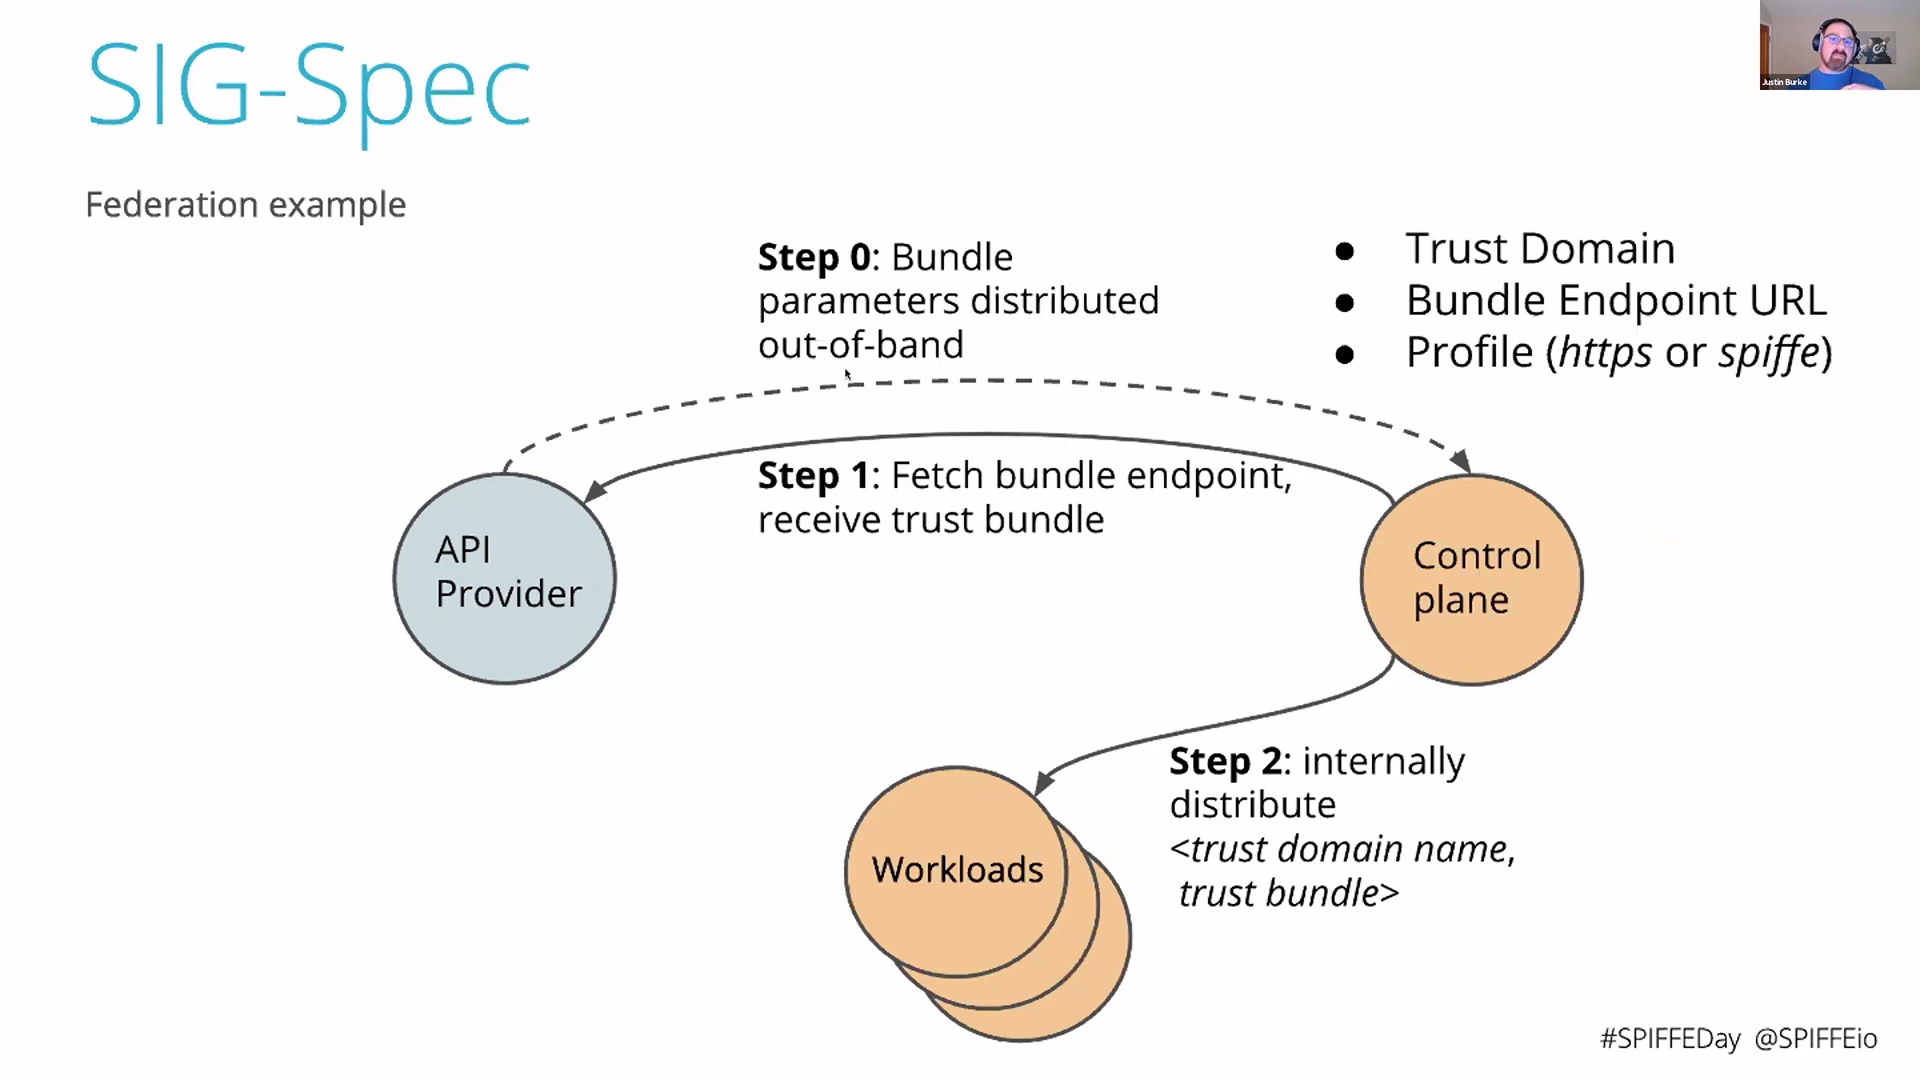 SIG-Spec
Justin Burke
Federation example
Step 0: Bundle
parameters distributed
out-of-band
● Trust Domain
● Bundle Endpoint URL
● Profile (https or spiffe)
Step 1: Fetch bundle endpoint,
receive trust bundle
API
Provider
Control
plane
Step 2: internally
distribute
<trust domain name,
trust bundle>
Workloads
#SPIFFEDay @SPIFFEio